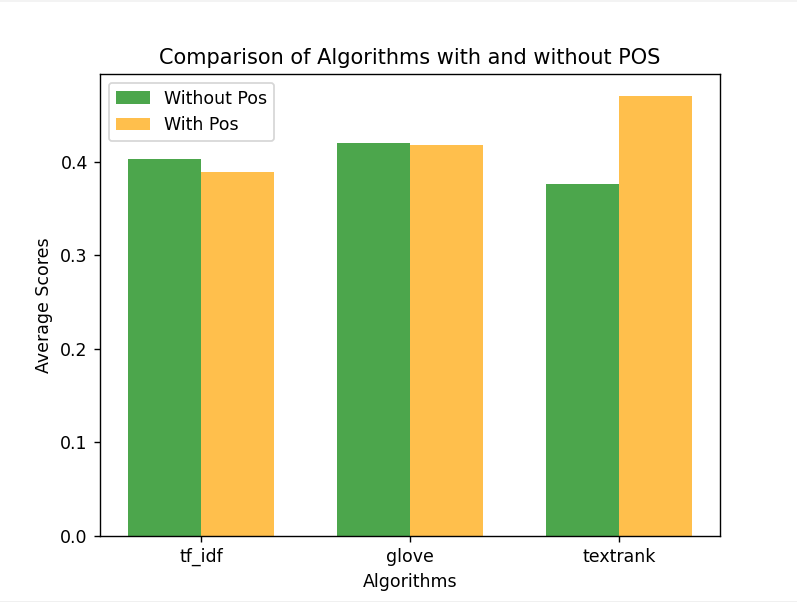 Comparison of Algorithms with and without POS
Without Pos
With Pos
0.4
0.3
0.2
0.1
0.0
Average Scores
tf_idf
glove
textrank
Algorithms